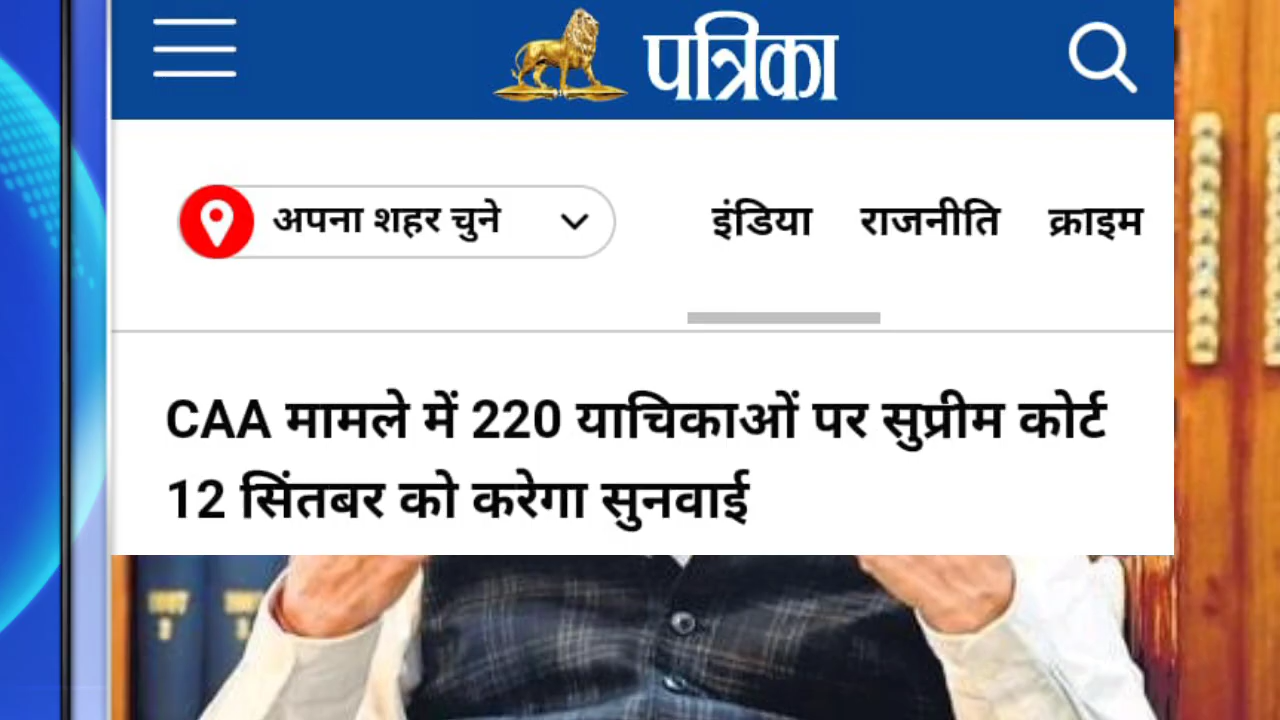 पत्रिका
अपना शहर चुने
इंडिया राजनीति क्राइम
CAA मामले में 220 याचिकाओं पर सुप्रीम कोर्ट
12 सिंतबर को करेगा सुनवाई